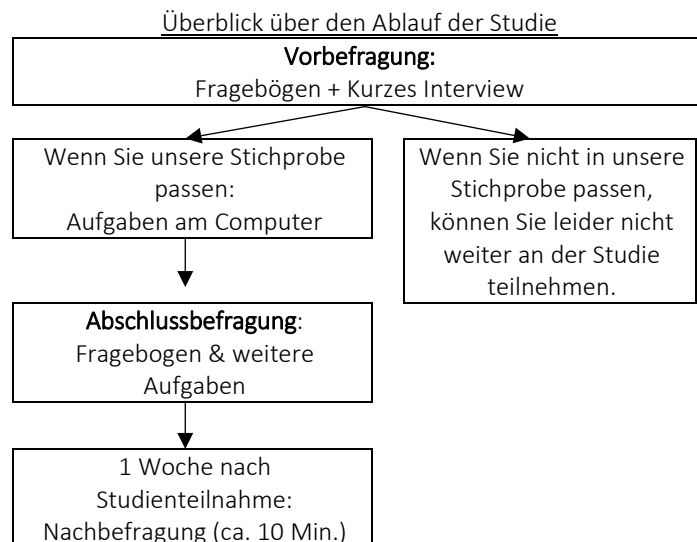 Überblick über den Ablauf der Studie
Vorbefragung:
Fragebögen + Kurzes Interview
Wenn Sie unsere Stichprobe
passen:
Aufgaben am Computer
Wenn Sie nicht in unsere
Stichprobe passen,
können Sie leider nicht
weiter an der Studie
teilnehmen.
Abschlussbefragung:
Fragebogen & weitere
Aufgaben
1 Woche nach
Studienteilnahme:
Nachbefragung (ca. 10 Min.)